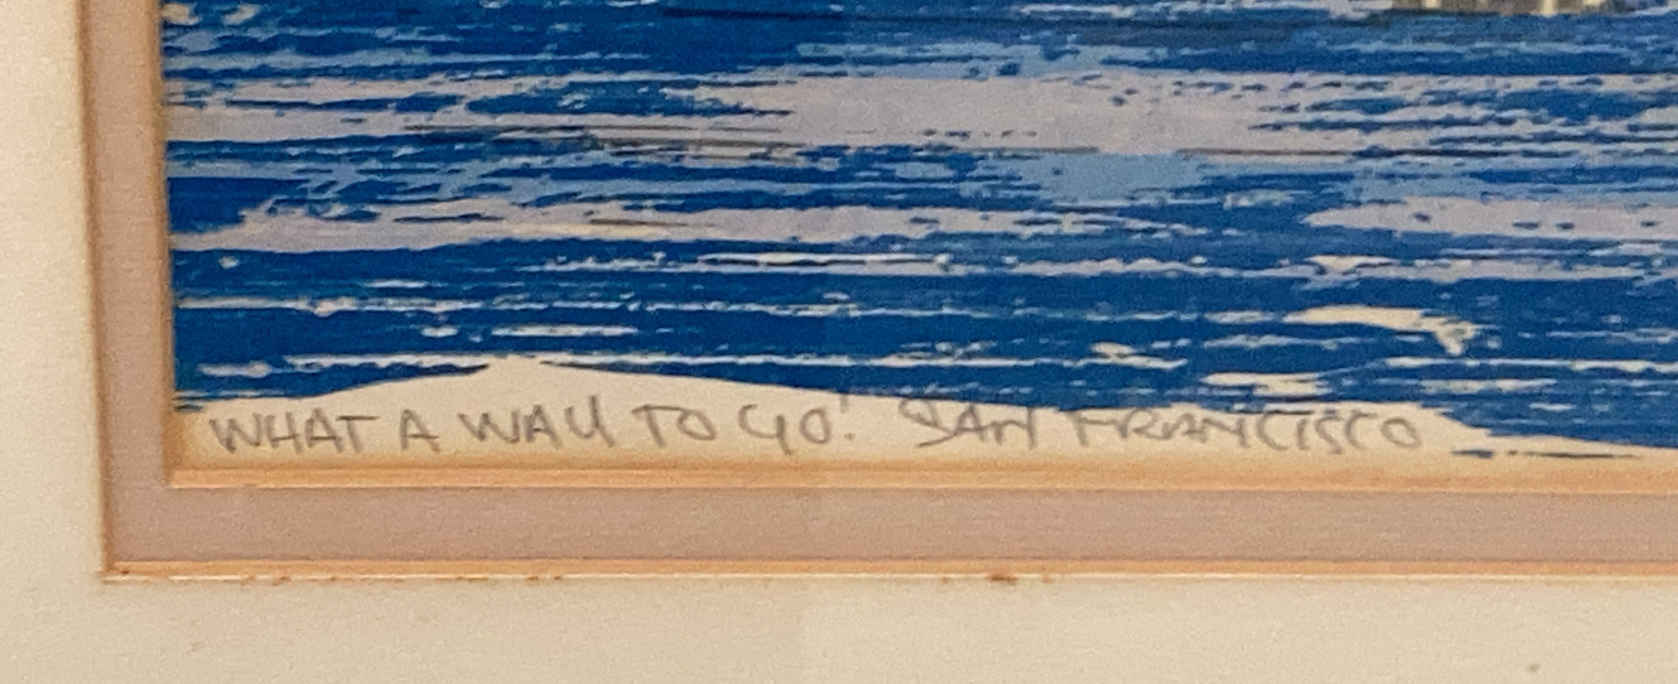 WHAT A WAY TO GO! SAN FRANCISCO